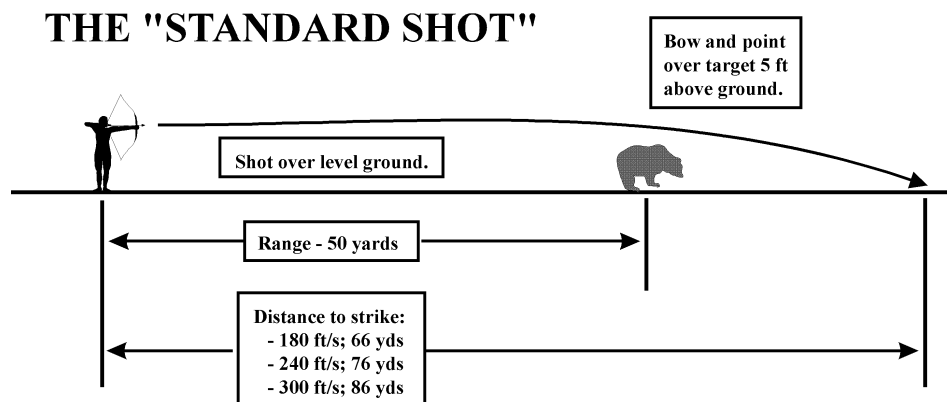 THE "STANDARD SHOT"
Bow and point
over target 5 ft
above ground.
Shot over level ground.
Range - 50 yards
Distance to strike:
- 180 ft/s; 66 yds
- 240 ft/s; 76 yds
- 300 ft/s; 86 yds